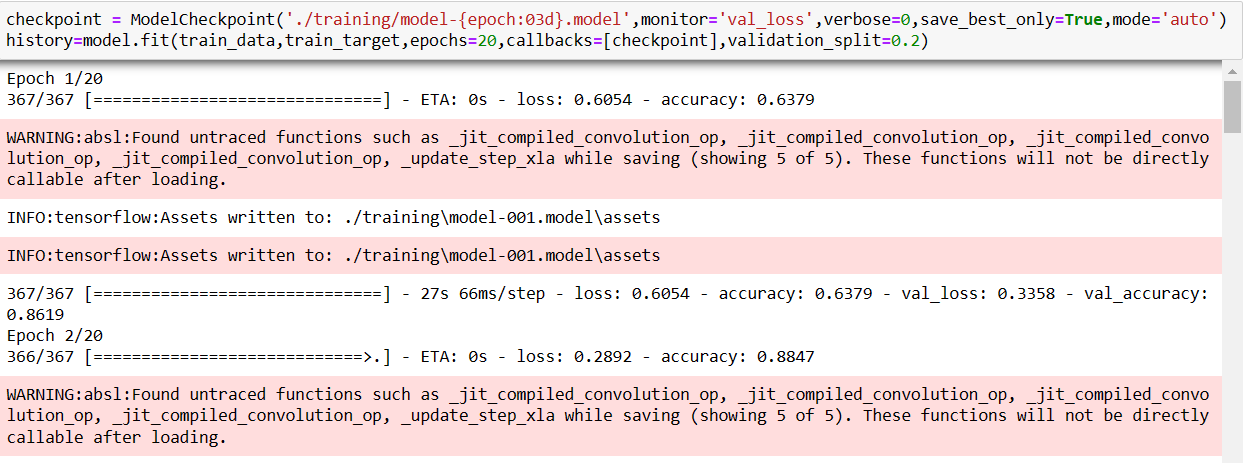 checkpoint = ModelCheckpoint('./training/model-{epoch:03d}.model',monitor='val_loss',verbose=0,save_best_only=True,mode='auto')
history=model.fit(train_data,train_target,epochs=20,callbacks=[checkpoint],validation_split=0.2)
Epoch 1/20
367/367 [==============================] - ETA: 0s - loss: 0.6054 - accuracy: 0.6379
WARNING:absl:Found untraced functions such as _jit_compiled_convolution_op, _jit_compiled_convolution_op, _jit_compiled_convo
lution_op, _jit_compiled_convolution_op, _update_step_xla while saving (showing 5 of 5). These functions will not be directly
callable after loading.
INFO:tensorflow:Assets written to: ./training\model-001.model\assets
INFO:tensorflow:Assets written to: ./training\model-001.model\assets
367/367 [==============================] - 27s 66ms/step - loss: 0.6054 - accuracy: 0.6379 - val_loss: 0.3358 - val_accuracy:
0.8619
Epoch 2/20
366/367 [============================>.] - ETA: 0s - loss: 0.2892 - accuracy: 0.8847
WARNING:absl:Found untraced functions such as _jit_compiled_convolution_op, _jit_compiled_convolution_op, _jit_compiled_convo
lution_op, _jit_compiled_convolution_op, _update_step_xla while saving (showing 5 of 5). These functions will not be directly
callable after loading.